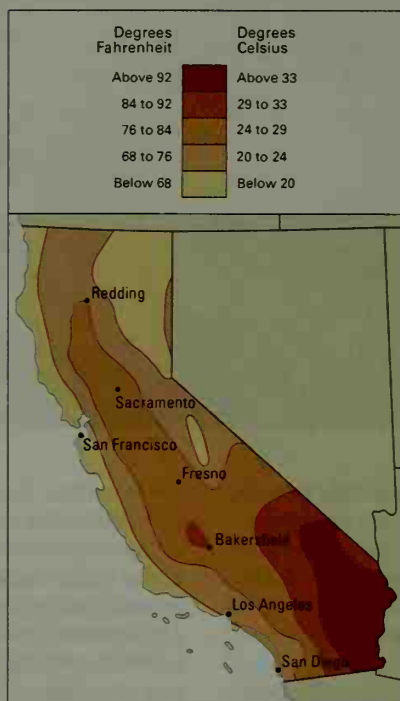 Degrees Fahrenheit
Degrees Celsius
Above 92 Above 33
84 to 92 29 to 33
76 to 84 24 to 29
68 to 76 20 to 24
Below 68 Below 20
Redding
Sacramento
San Francisco
Fresno
Bakersfield
Los Angeles
San Diego